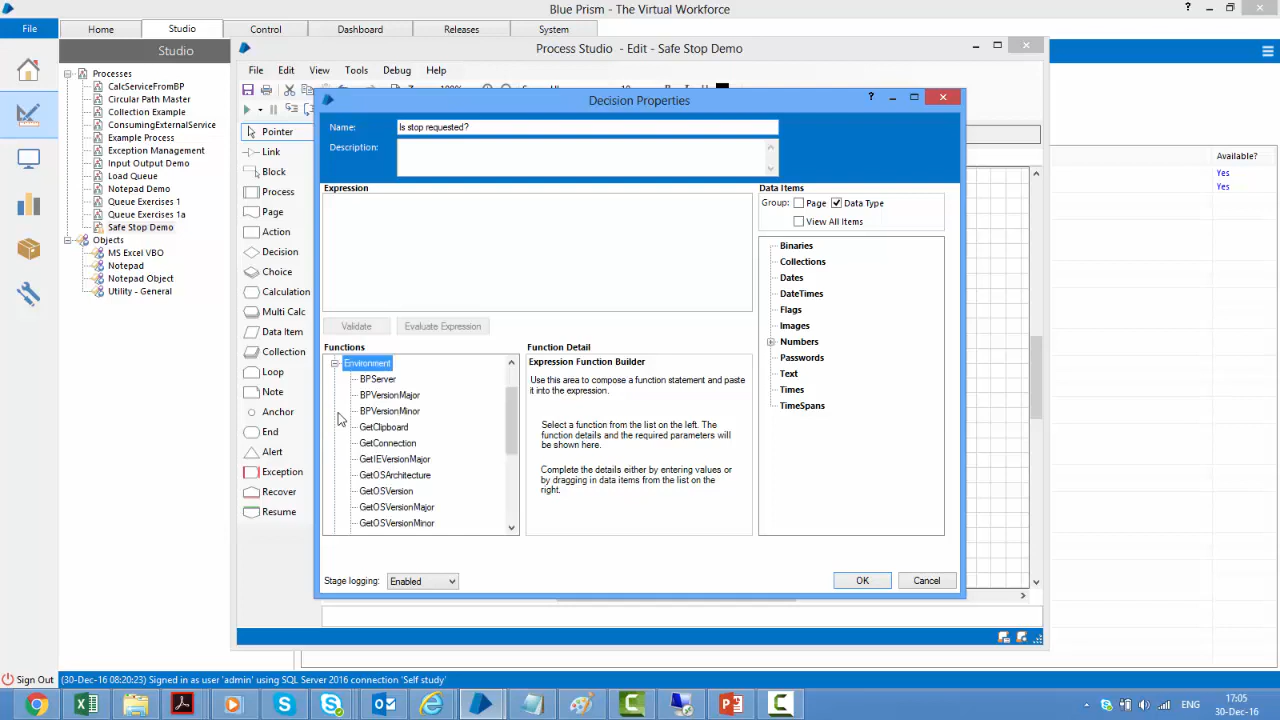 Blue Prism - The Virtual Workforce
File
Home
Studio
Control
Dashboard
Releases
System
Studio
Processes
CalcServiceFromBP
Circular Path Master
Collection Example
ConsumingExternalService
Example Process
Exception Management
Input Output Demo
Load Queue
Notepad Demo
Queue Exercises 1
Queue Exercises 1a
Safe Stop Demo
Objects
MS Excel VBO
Notepad
Notepad Object
Utility - General
Process Studio - Edit - Safe Stop Demo
File Edit View Tools Debug Help
Pointer
Link
Block
Process
Page
Action
Decision
Choice
Calculation
Multi Calc
Data Item
Collection
Loop
Note
Anchor
End
Alert
Exception
Recover
Resume
Decision Properties
?
Name: Is stop requested?
Description:
Expression
Validate
Evaluate Expression
Functions
Environment
BPServer
BPVersionMajor
BPVersionMinor
GetClipboard
GetConnection
GetIEVersionMajor
GetOSArchitecture
GetOSVersion
GetOSVersionMajor
GetOSVersionMinor
Function Detail
Expression Function Builder
Use this area to compose a function statement and paste
it into the expression.
Select a function from the list on the left. The
function details and the required parameters will
be shown here.
Complete the details either by entering values or
by dragging in data items from the list on the
right.
Data Items
Group: Page Data Type
View All Items
Binaries
Collections
Dates
DateTimes
Flags
Images
Numbers
Passwords
Text
Times
TimeSpans
Stage logging: Enabled
OK
Cancel
Available?
Yes
Yes
Sign Out
(30-Dec-16 08:20:23) Signed in as user 'admin' using SQL Server 2016 connection 'Self study'
ENG
17:05
30-Dec-16